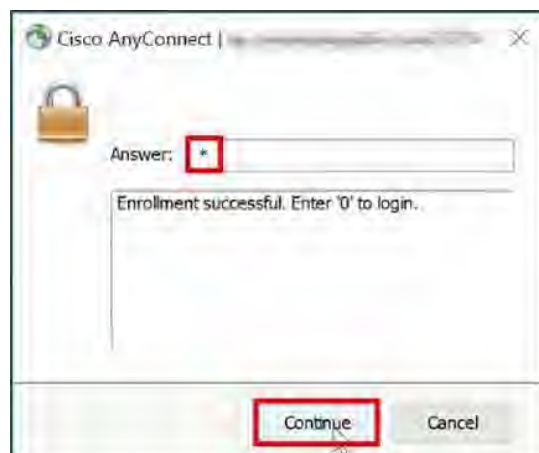 Cisco AnyConnect |
Answer: *
Enrollment successful. Enter '0' to login.
Continue
Cancel